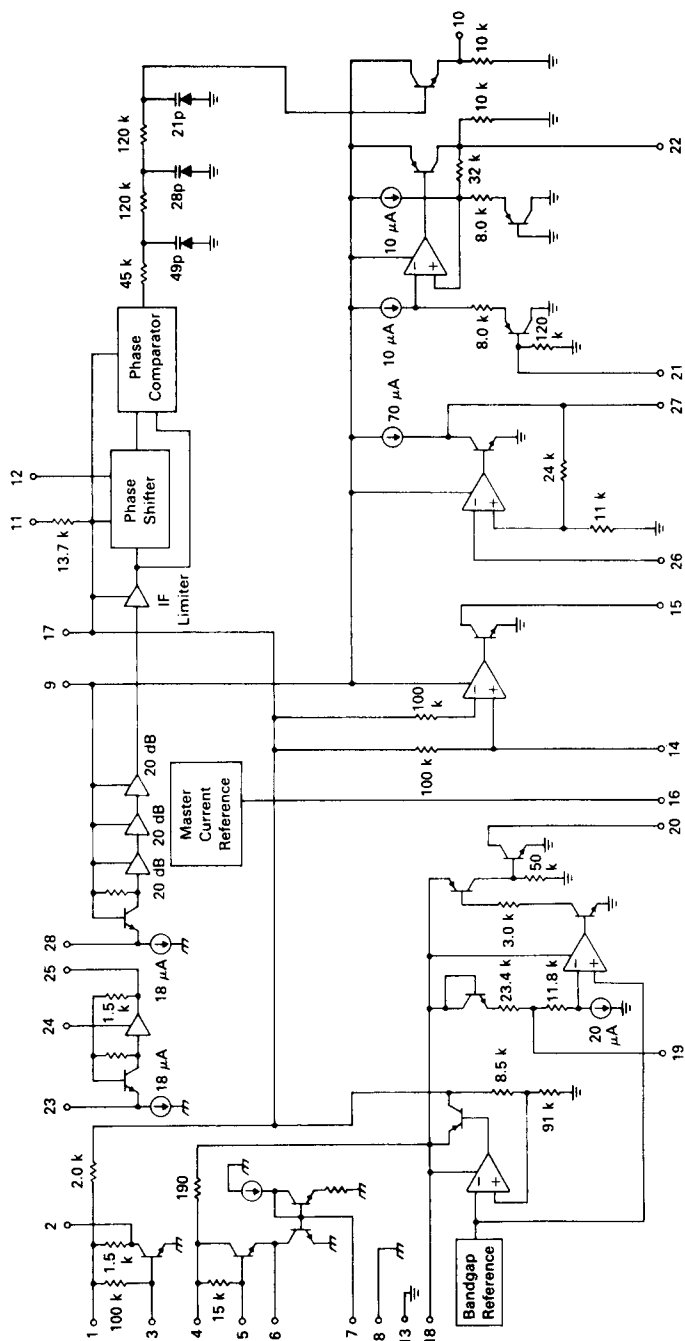 12
11
13.7 k
Phase
Shifter
Phase
Comparator
45 k
49p
120 k
28p
120 k
21p
17
9
IF
Limiter
20 dB
20 dB
20 dB
28
18 µA
25
24
1.5
k
23
18 µA
Master
Current
Reference
2.0 k
2
1
1.5
k
100 k
3
4
190
5
15 k
6
7
8
13
18
Bandgap
Reference
8.5 k
91 k
23.4 k
11.8 k
20
µA
3.0 k
50
k
19
20
16
100 k
100
k
14
15
70 µA
24 k
11 k
26
27
10 µA
8.0 k
120
k
21
10 µA
8.0 k
32 k
10 k
22
10
10 k
–
+
–
+
–
+
–
+
–
+